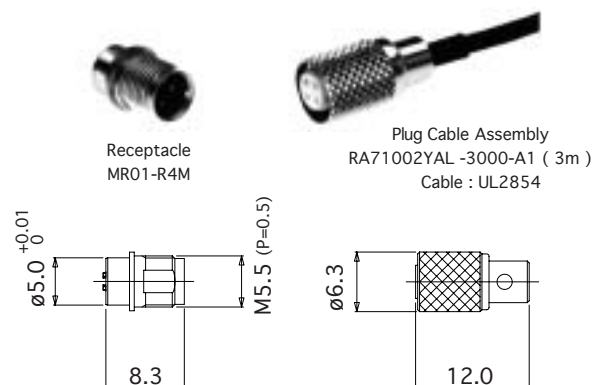 Receptacle
MR01-R4M
Plug Cable Assembly
RA71002YAL -3000-A1 ( 3m )
Cable : UL2854
ø5.0 +0.01 0
M5.5 (P=0.5)
8.3
ø6.3
12.0